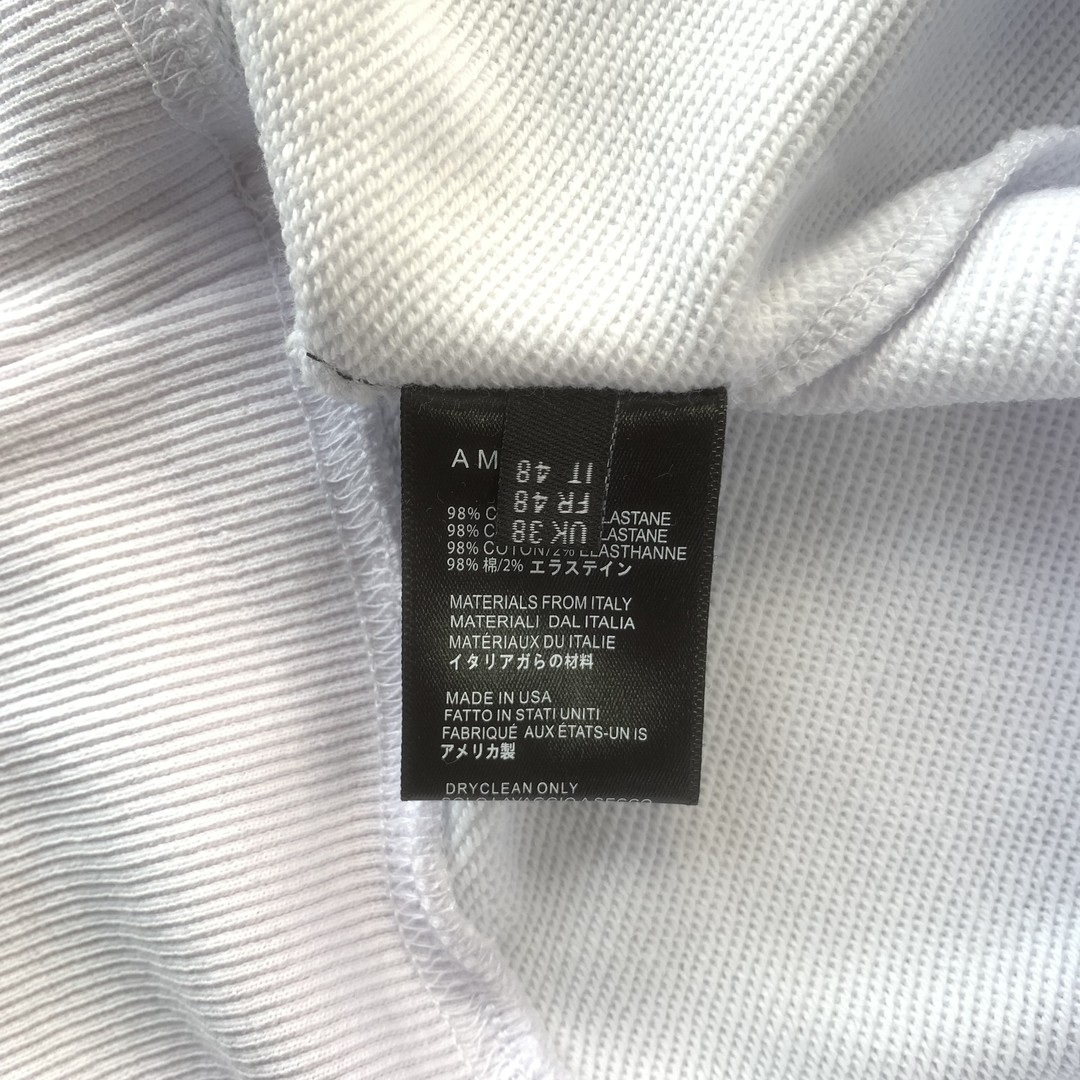 AM
IT 48
FR 48
UK 38
98% C LASTANE
98% C LASTANE
98% COTON/2% ELASTHANNE
98% 棉/2% エラステイン
MATERIALS FROM ITALY
MATERIALI DAL ITALIA
MATÉRIAUX DU ITALIE
イタリアガらの材料
MADE IN USA
FATTO IN STATI UNITI
FABRIQUÉ AUX ÉTATS-UN IS
アメリカ製
DRYCLEAN ONLY
SOLO LAVAGGIO A SECCO